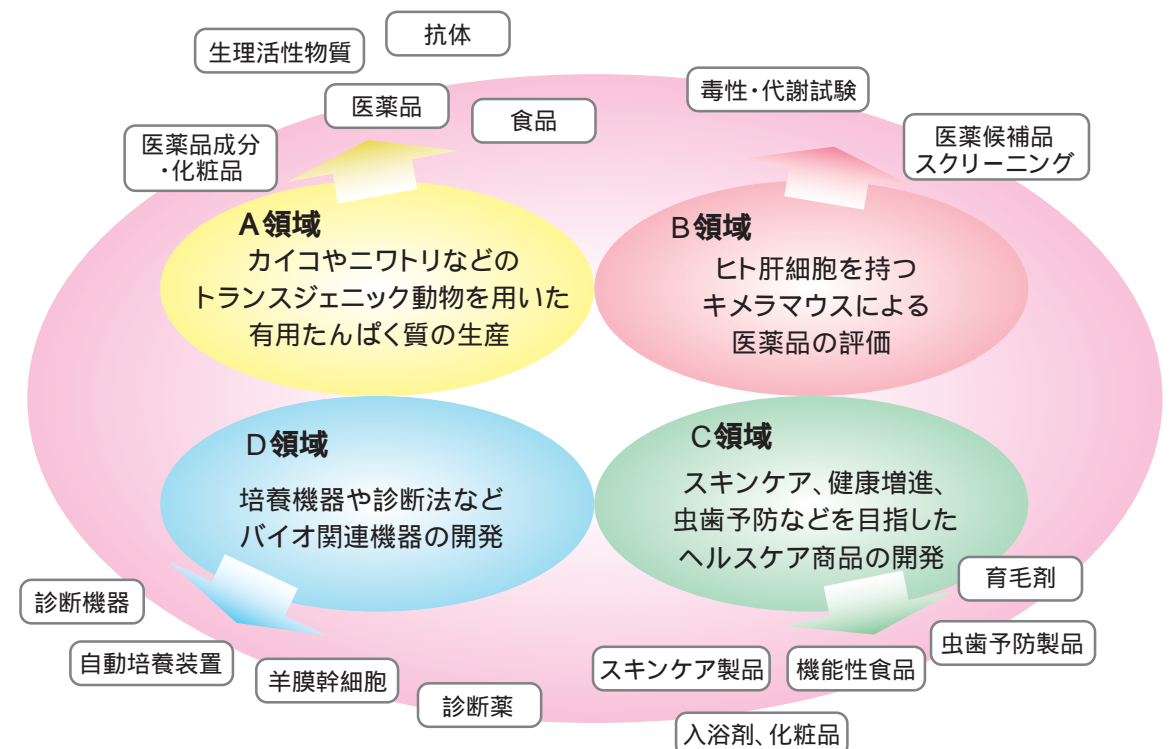 抗体
生理活性物質
医薬品
食品
医薬品成分
・化粧品
毒性・代謝試験
医薬候補品
スクリーニング
A領域
カイコやニワトリなどの
トランスジェニック動物を用いた
有用たんぱく質の生産
B領域
ヒト肝細胞を持つ
キメラマウスによる
医薬品の評価
D領域
培養機器や診断法など
バイオ関連機器の開発
C領域
スキンケア、健康増進、
虫歯予防などを目指した
ヘルスケア商品の開発
診断機器
自動培養装置
羊膜幹細胞
診断薬
育毛剤
虫歯予防製品
スキンケア製品
機能性食品
入浴剤、化粧品